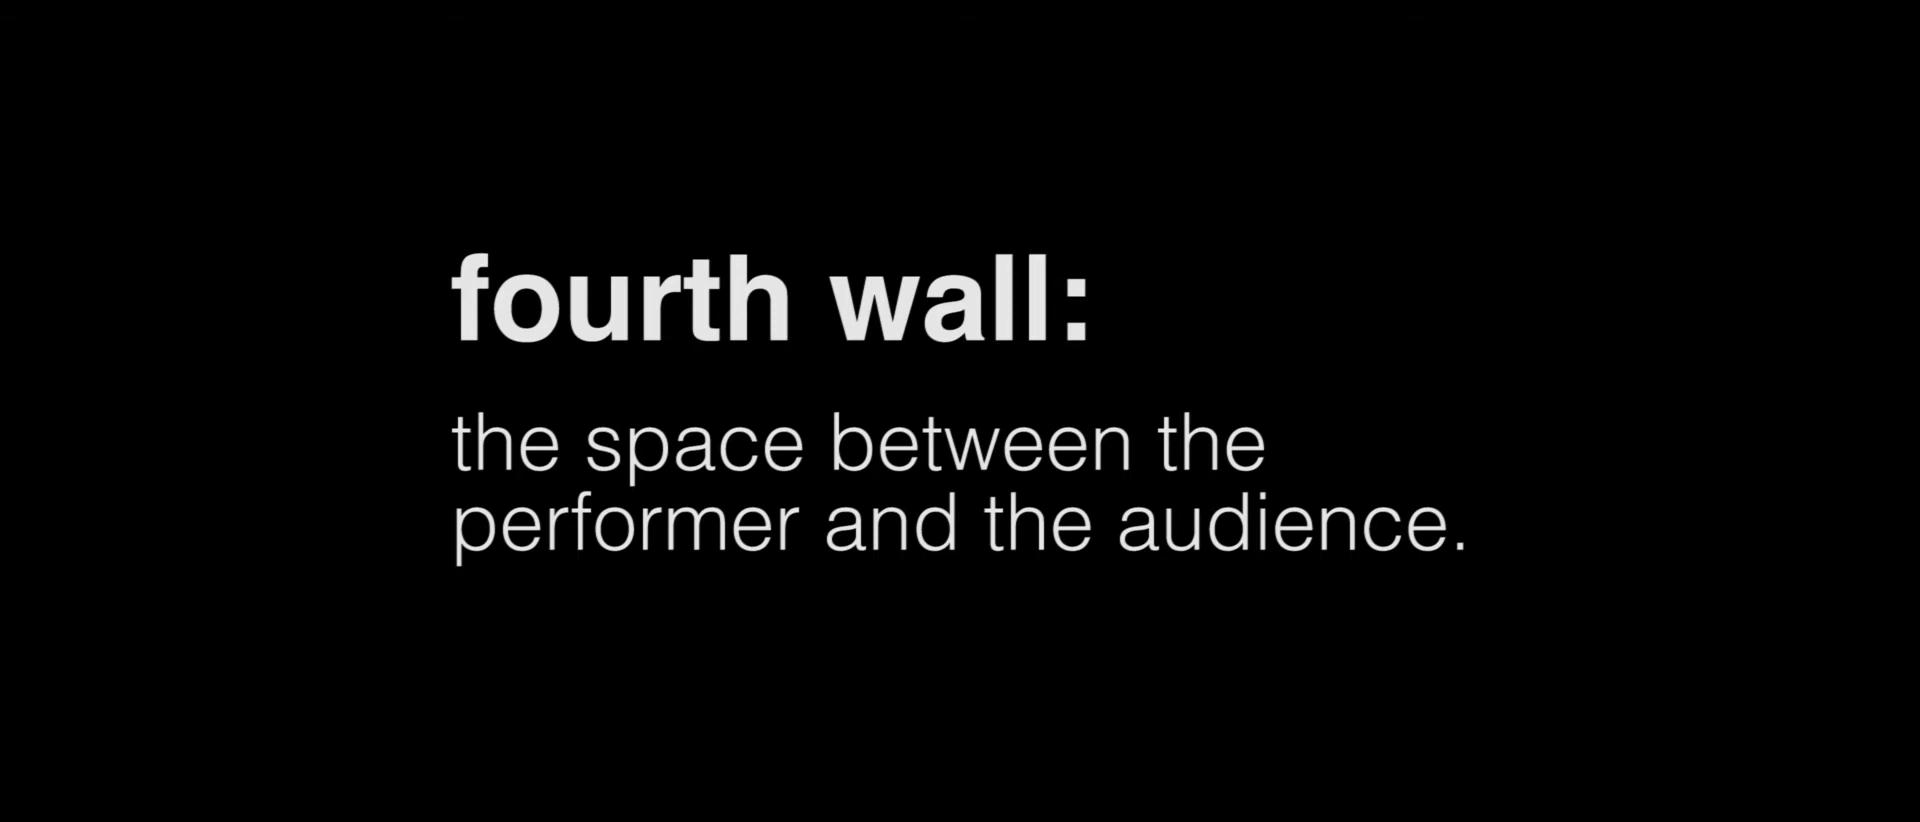 fourth wall:
the space between the
performer and the audience.